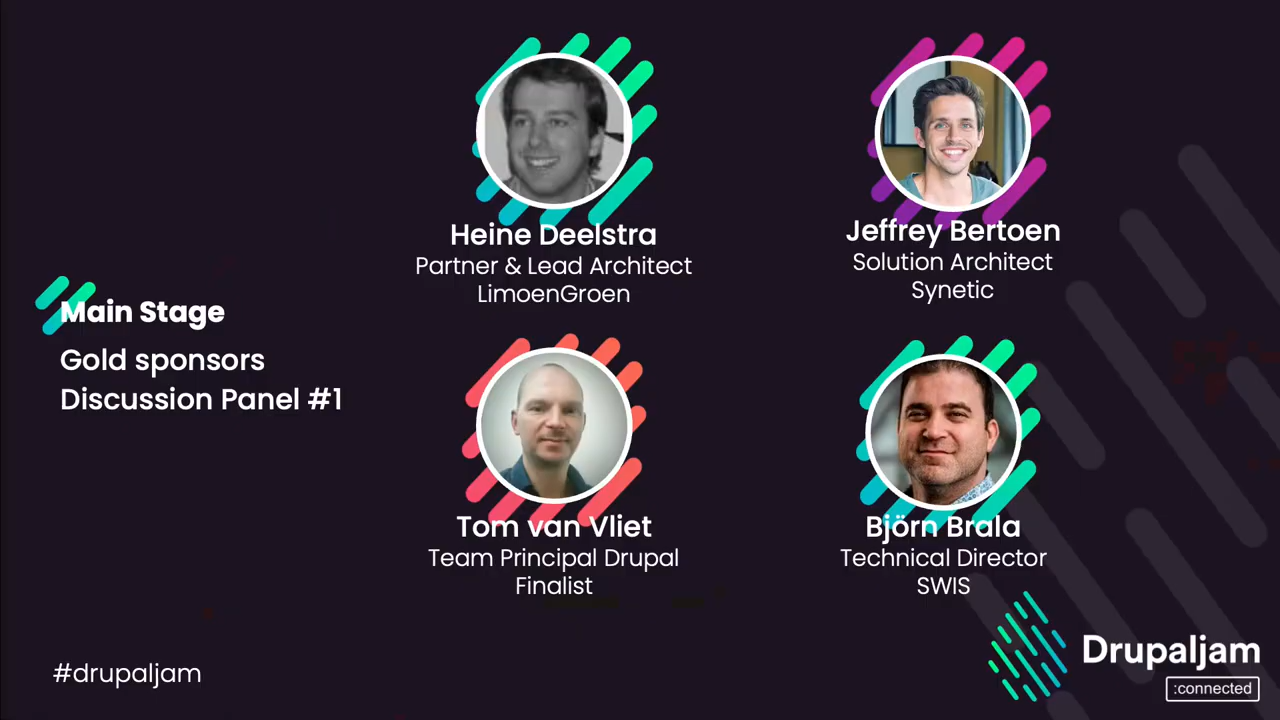 Main Stage
Gold sponsors
Discussion Panel #1
Heine Deelstra
Partner & Lead Architect
LimoenGroen
Jeffrey Bertoen
Solution Architect
Synetic
Tom van Vliet
Team Principal Drupal
Finalist
Björn Brala
Technical Director
SWIS
#drupaljam
Drupaljam
:connected